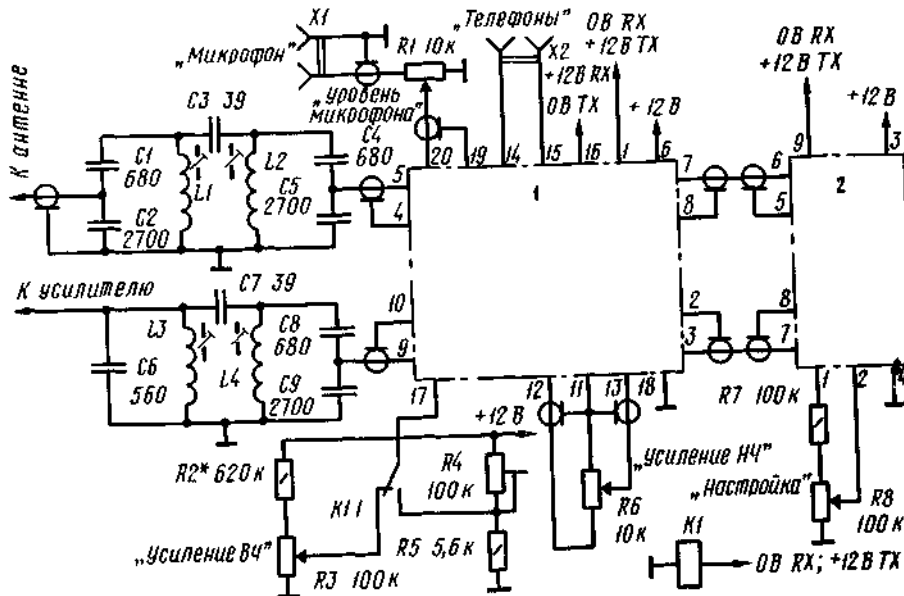 X1
„Микрофон"
R1 10к
„Уровень
микрофона"
„Телефоны"
X2
0В RX
+12В TX
+12В RX
0В TX
+12В
0В RX
+12В TX
+12В
К антенне
C1
680
C2
2700
C3 39
L1
L2
C4
680
C5
2700
5
4
20
19
14
15
16
1
6
1
7
8
6
5
9
3
2
К усилителю
C7 39
L3
L4
C6
560
C8
680
C9
2700
10
9
17
12
11
13
18
2
3
8
7
1
2
4
+12В
R2* 620к
K1.1
R4
100к
R5 5,6к
„Усиление ВЧ"
R3 100к
„Усиление НЧ"
R6
10к
R7 100к
„Настройка"
R8
100к
K1
0В RX; +12В TX